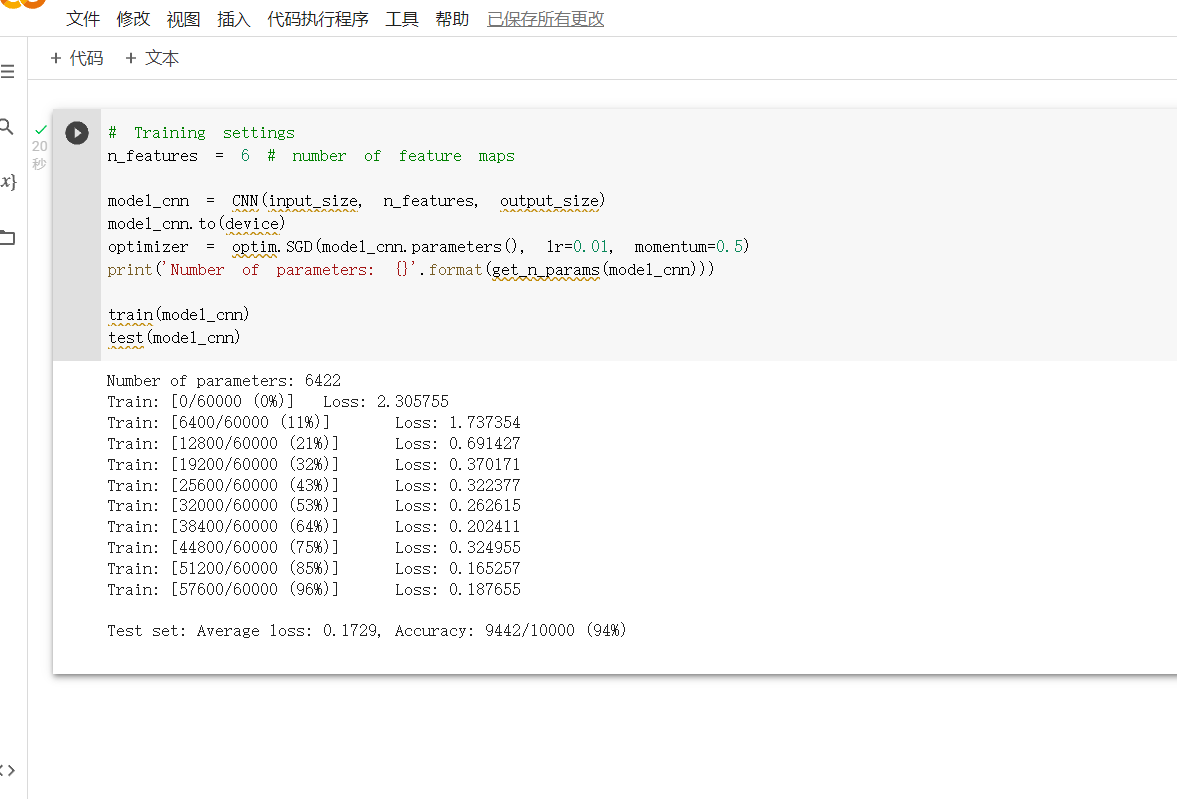 文件 修改 视图 插入 代码执行程序 工具 帮助 已保存所有更改
+ 代码 + 文本
20
秒
# Training settings
n_features = 6 # number of feature maps
model_cnn = CNN(input_size, n_features, output_size)
model_cnn.to(device)
optimizer = optim.SGD(model_cnn.parameters(), lr=0.01, momentum=0.5)
print('Number of parameters: {}'.format(get_n_params(model_cnn)))
train(model_cnn)
test(model_cnn)
Number of parameters: 6422
Train: [0/60000 (0%)] Loss: 2.305755
Train: [6400/60000 (11%)] Loss: 1.737354
Train: [12800/60000 (21%)] Loss: 0.691427
Train: [19200/60000 (32%)] Loss: 0.370171
Train: [25600/60000 (43%)] Loss: 0.322377
Train: [32000/60000 (53%)] Loss: 0.262615
Train: [38400/60000 (64%)] Loss: 0.202411
Train: [44800/60000 (75%)] Loss: 0.324955
Train: [51200/60000 (85%)] Loss: 0.165257
Train: [57600/60000 (96%)] Loss: 0.187655
Test set: Average loss: 0.1729, Accuracy: 9442/10000 (94%)